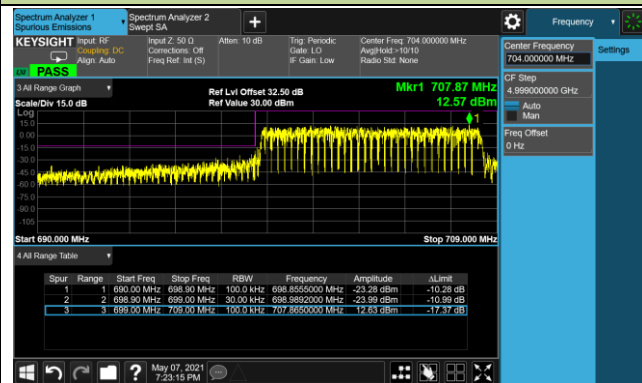 Spectrum Analyzer 1
Spurious Emissions
Spectrum Analyzer 2
Swept SA
+
Frequency
KEYSIGHT
Input: RF
Coupling: DC
Align: Auto
Input Z: 50 Ω
Corrections: Off
Freq Ref: Int (S)
Atten: 10 dB
Trig: Periodic
Gate: LO
IF Gain: Low
Center Freq: 704.000000 MHz
Avg|Hold:>10/10
Radio Std: None
LM PASS
Center Frequency
704.000000 MHz
Settings
CF Step
4.999000000 GHz
Auto
Man
Freq Offset
0 Hz
3 All Range Graph
Ref Lvl Offset 32.50 dB
Mkr1 707.87 MHz
Scale/Div 15.0 dB
Ref Value 30.00 dBm
12.57 dBm
Log
15.0
0.00
-15.0
-30.0
-45.0
-60.0
-75.0
-90.0
-105
1
Start 690.000 MHz
Stop 709.000 MHz
4 All Range Table
Spur Range Start Freq Stop Freq RBW Frequency Amplitude ΔLimit
1 1 690.00 MHz 698.90 MHz 100.0 kHz 698.8555000 MHz -23.28 dBm -10.28 dB
2 2 698.90 MHz 699.00 MHz 30.00 kHz 698.9892000 MHz -23.99 dBm -10.99 dB
3 3 699.00 MHz 709.00 MHz 100.0 kHz 707.8650000 MHz 12.63 dBm -17.37 dB
?
May 07, 2021
7:23:15 PM